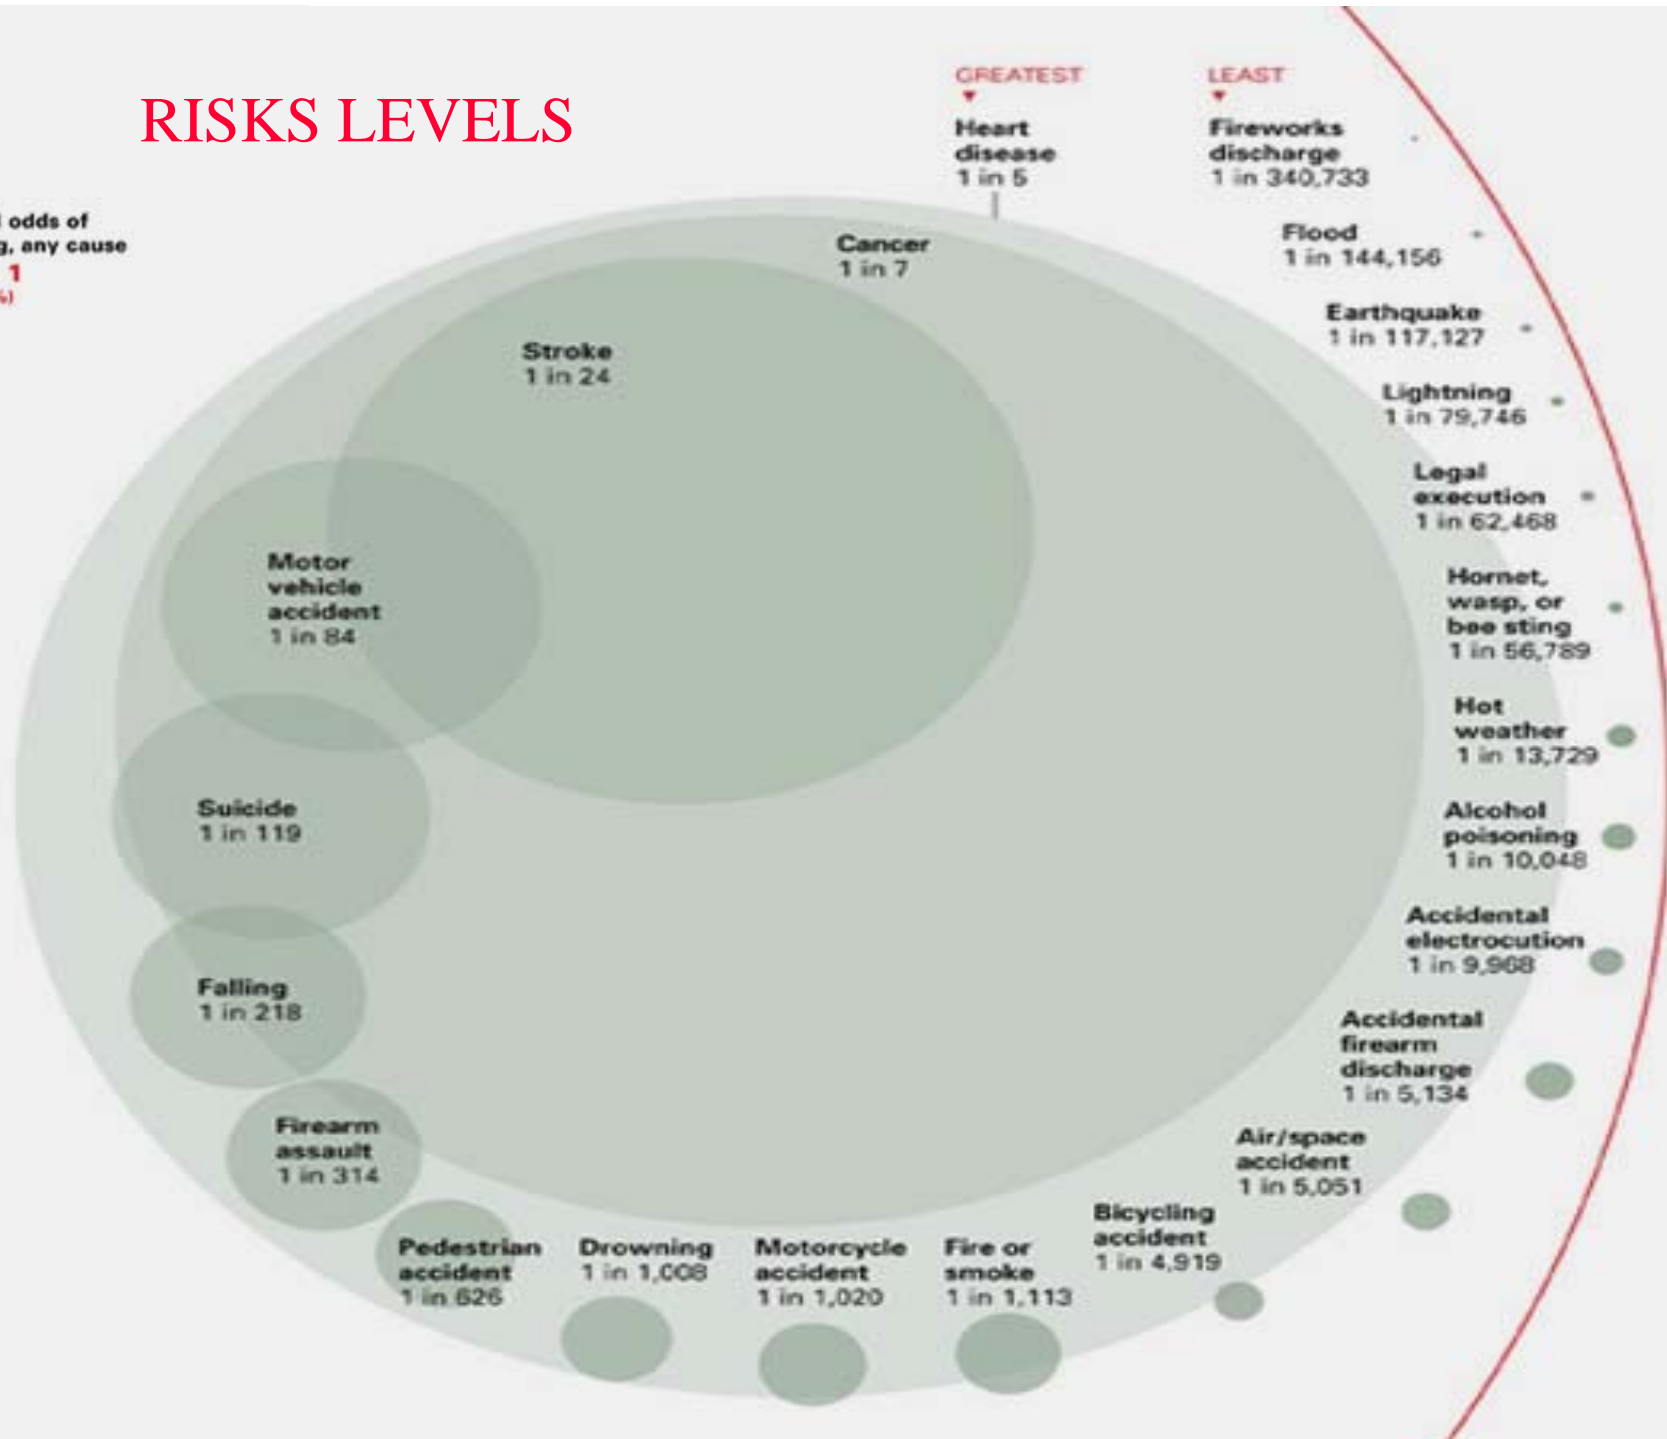 RISKS LEVELS
odds of
g, any cause
1
%)
GREATEST
Heart
disease
1 in 5
LEAST
Fireworks
discharge
1 in 340,733
Flood
1 in 144,156
Earthquake
1 in 117,127
Lightning
1 in 79,746
Legal
execution
1 in 62,468
Hornet,
wasp, or
bee sting
1 in 56,789
Hot
weather
1 in 13,729
Alcohol
poisoning
1 in 10,048
Accidental
electrocution
1 in 9,968
Accidental
firearm
discharge
1 in 5,134
Air/space
accident
1 in 5,051
Bicycling
accident
1 in 4,919
Fire or
smoke
1 in 1,113
Motorcycle
accident
1 in 1,020
Drowning
1 in 1,008
Pedestrian
accident
1 in 626
Firearm
assault
1 in 314
Falling
1 in 218
Suicide
1 in 119
Motor
vehicle
accident
1 in 84
Stroke
1 in 24
Cancer
1 in 7